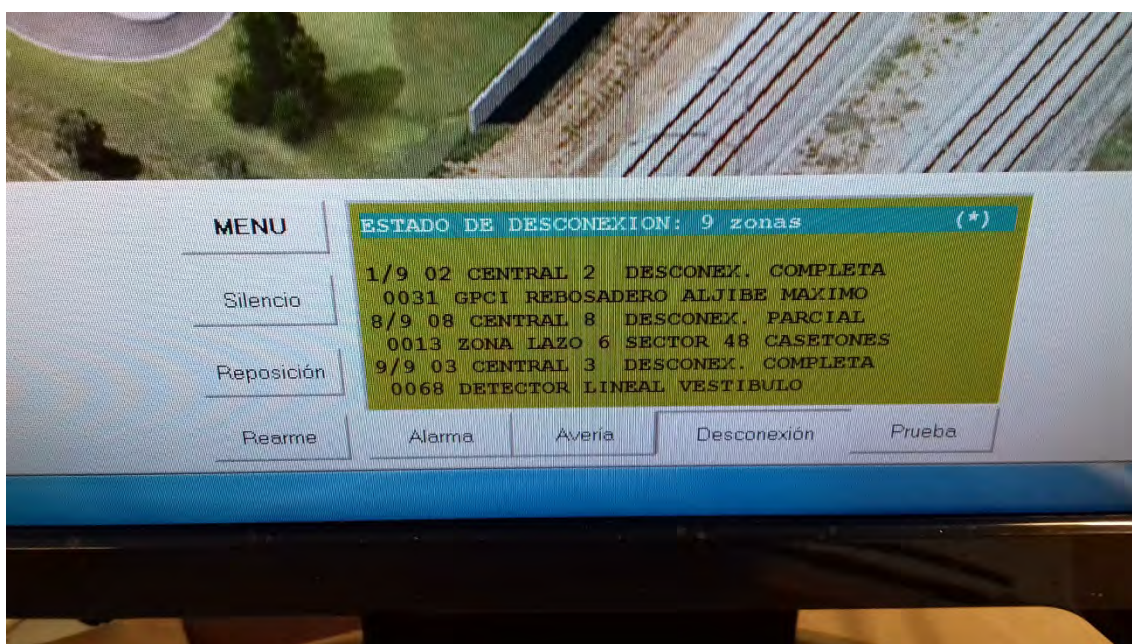 MENU
ESTADO DE DESCONEXION: 9 zonas (*)
1/9 02 CENTRAL 2 DESCONEX. COMPLETA
Silencio
0031 GPCI REBOSADERO ALJIBE MAXIMO
8/9 08 CENTRAL 8 DESCONEX. PARCIAL
0013 ZONA LAZO 6 SECTOR 48 CASETONES
Reposición
9/9 03 CENTRAL 3 DESCONEX. COMPLETA
0068 DETECTOR LINEAL VESTIBULO
Rearme Alarma Avería Desconexión Prueba